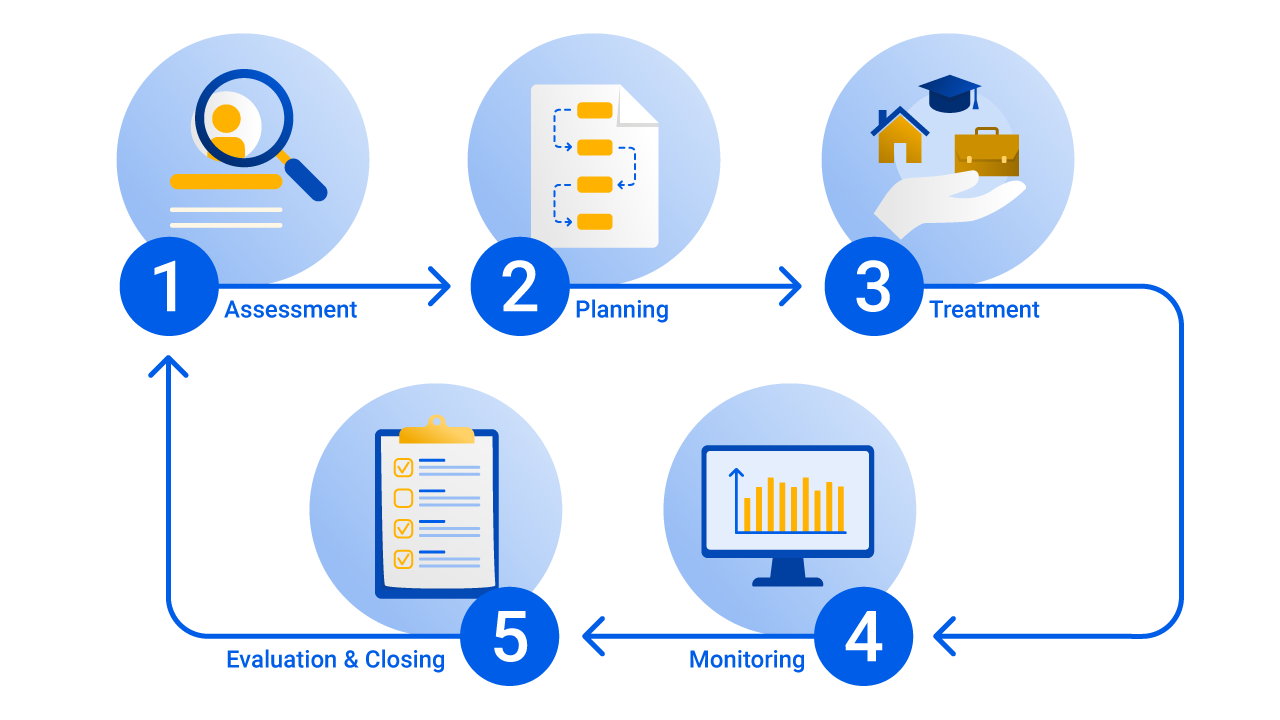 1
Assessment
2
Planning
3
Treatment
4
Monitoring
5
Evaluation & Closing